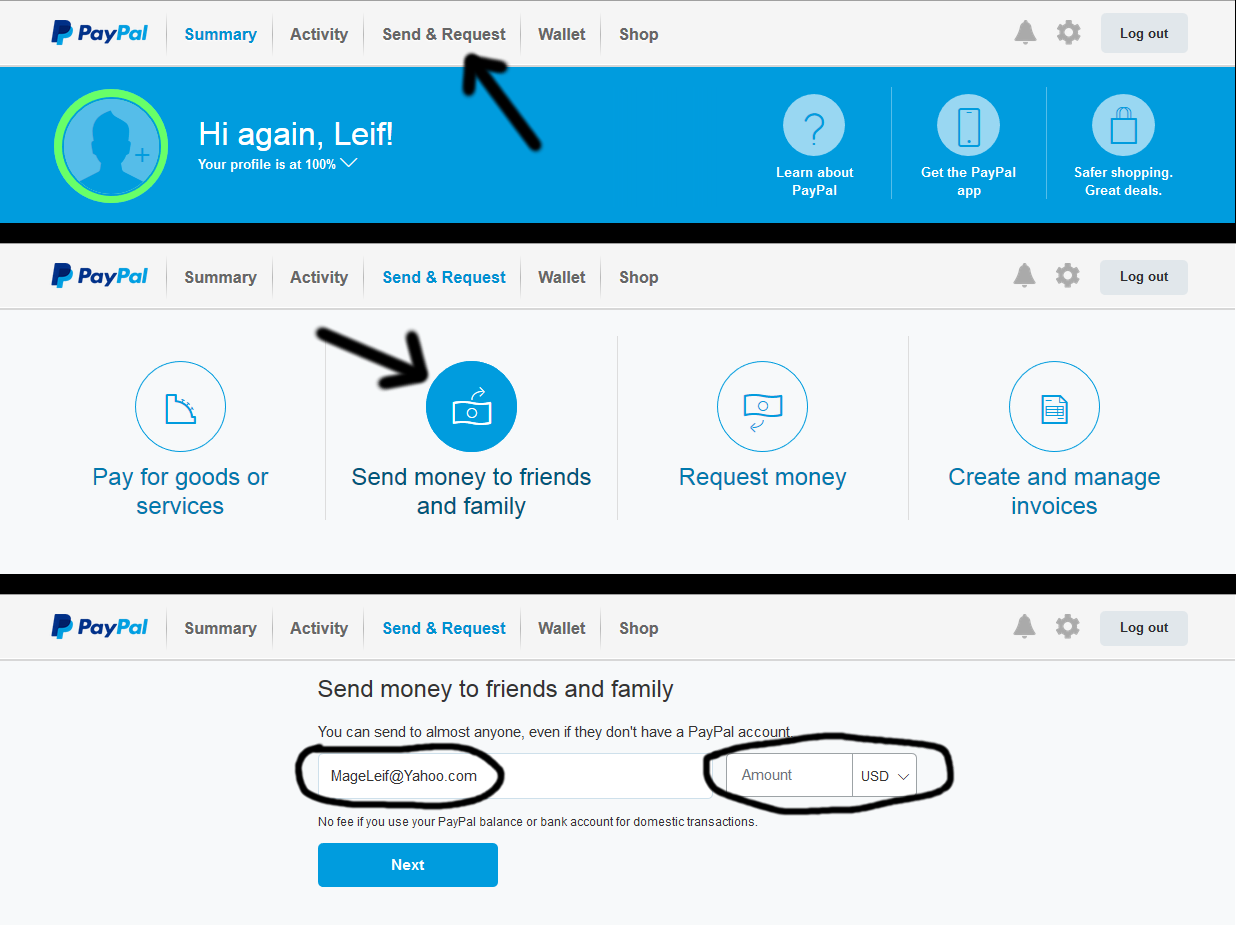 PayPal Summary Activity Send & Request Wallet Shop Log out
Hi again, Leif!
Your profile is at 100%
Learn about
PayPal
Get the PayPal
app
Safer shopping.
Great deals.
PayPal Summary Activity Send & Request Wallet Shop Log out
Pay for goods or
services
Send money to friends
and family
Request money
Create and manage
invoices
PayPal Summary Activity Send & Request Wallet Shop Log out
Send money to friends and family
You can send to almost anyone, even if they don't have a PayPal account.
MageLeif@Yahoo.com Amount USD
No fee if you use your PayPal balance or bank account for domestic transactions.
Next